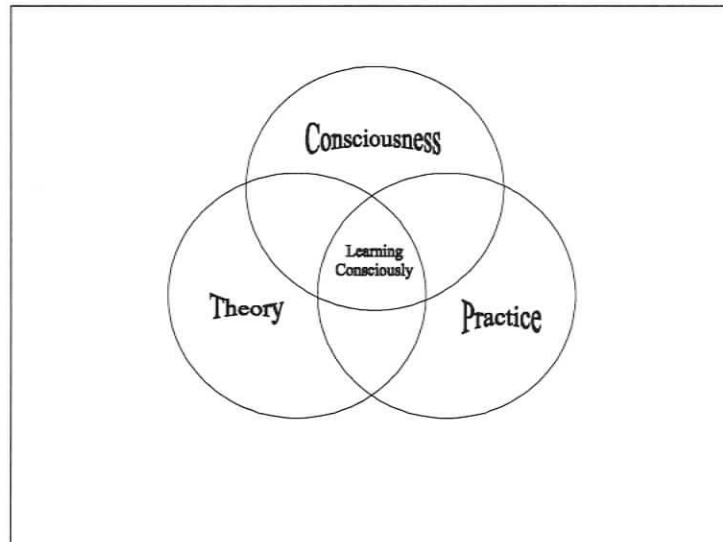 Consciousness
Learning
Consciously
Theory
Practice